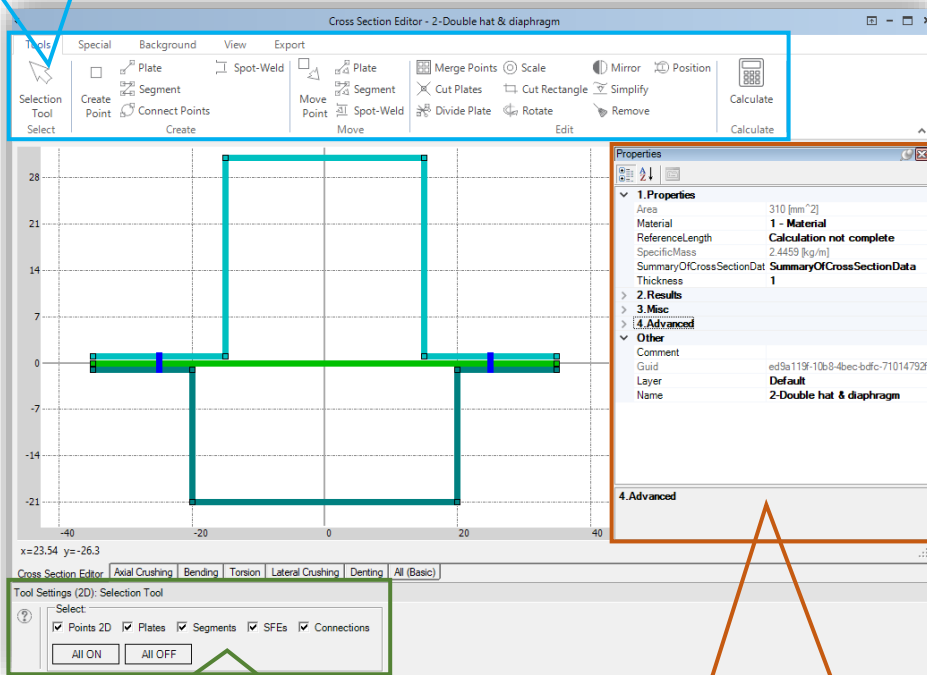 Cross Section Editor - 2-Double hat & diaphragm
Tools Special Background View Export
Selection Tool
Select
Create Point
Plate
Segment
Connect Points
Spot-Weld
Create
Move Point
Plate
Segment
Spot-Weld
Move
Merge Points Scale Mirror Position
Cut Plates Cut Rectangle Simplify
Divide Plate Rotate Remove
Edit
Calculate
Calculate
28
21
14
7
0
-7
-14
-21
-40 -20 0 20 40
x=23.54 y=-26.3
Properties
1.Properties
Area 310 [mm^2]
Material 1 - Material
ReferenceLength Calculation not complete
SpecificMass 2.4459 [kg/m]
SummaryOfCrossSectionDat SummaryOfCrossSectionData
Thickness 1
2.Results
3.Misc
4.Advanced
Other
Comment
Guid ed9a119f-10b8-4bec-bdfc-71014792f
Layer Default
Name 2-Double hat & diaphragm
4.Advanced
Cross Section Editor Axial Crushing Bending Torsion Lateral Crushing Denting All (Basic)
Tool Settings (2D): Selection Tool
Select:
Points 2D Plates Segments SFEs Connections
All ON All OFF